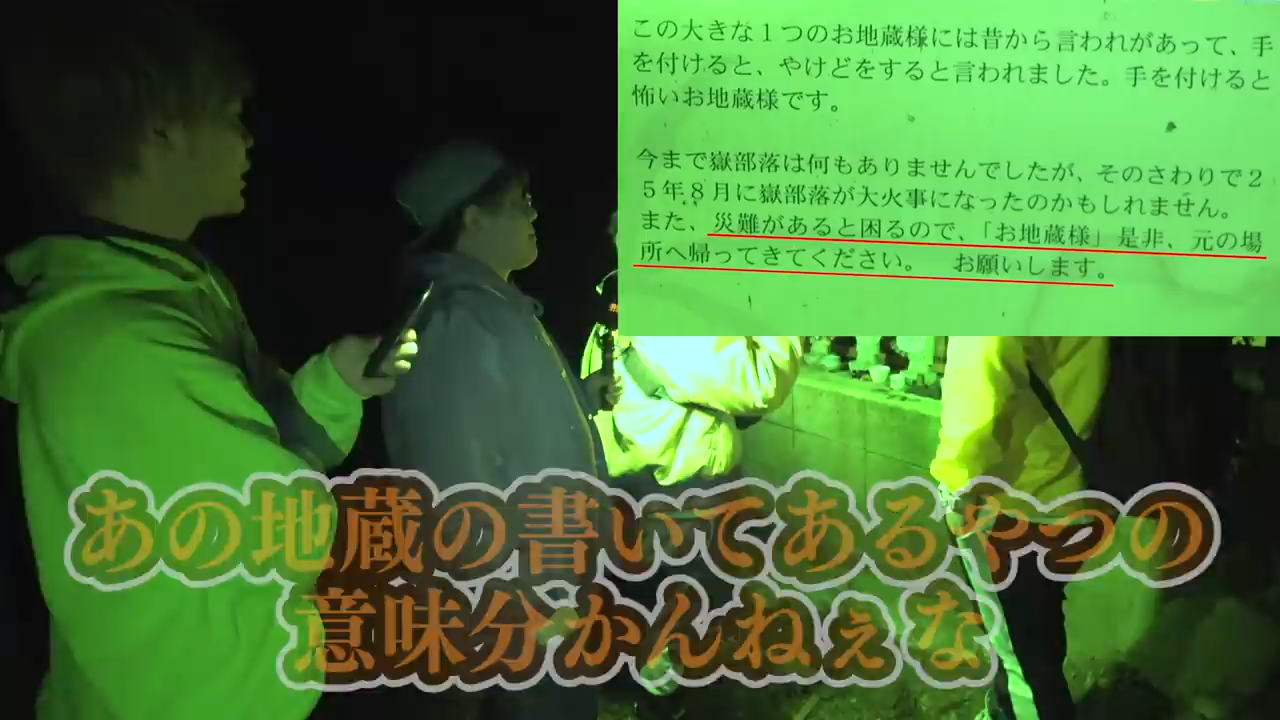 この大きな１つのお地蔵様には昔から言われがあって、手
を付けると、やけどをすると言われました。手を付けると
怖いお地蔵様です。
今まで嶽部落は何もありませんでしたが、そのさわりで２
５年８月に嶽部落が大火事になったのかもしれません。
また、災難があると困るので、「お地蔵様」是非、元の場
所へ帰ってきてください。　お願いします。
あの地蔵の書いてあるやつの
意味分かんねぇな